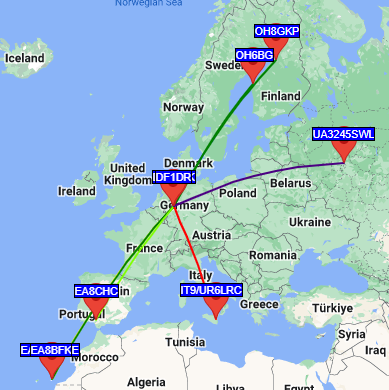 Norwegian Sea
Iceland
OH8GKP
OH6BG
Sweden
Finland
Norway
UA3245SWL
United
Kingdom
Denmark
Ireland
IDF1DR
Germany
Poland
Belarus
Ukraine
Austria
France
Romania
Italy
EA8CHC
IT9/UR6LRC
Portugal
Greece
Türkiye
E/EA8BFKE
Morocco
Tunisia
Syria
Iraq
Algeria
Libya
Egypt